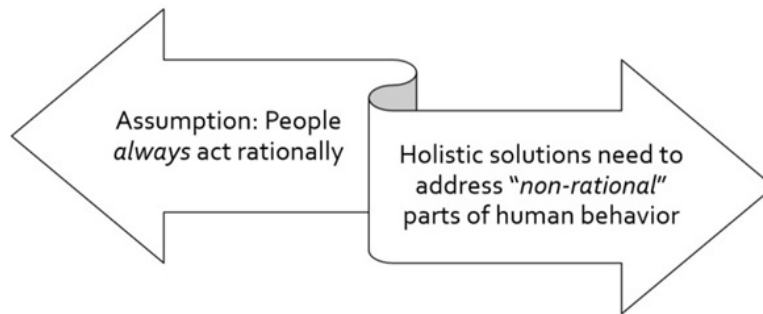 Assumption: People
always act rationally
Holistic solutions need to
address “non-rational”
parts of human behavior